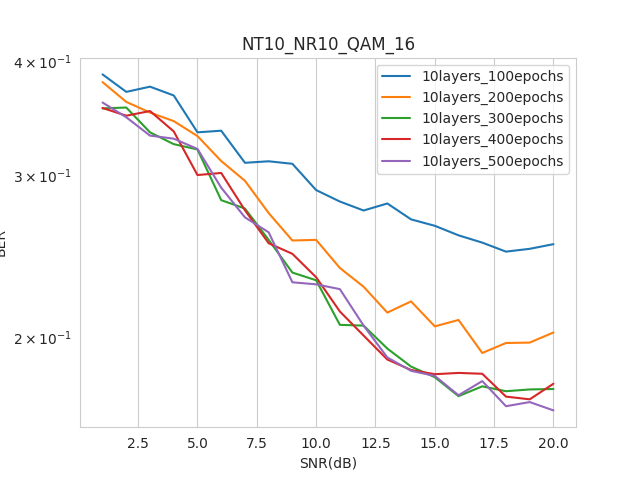 NT10_NR10_QAM_16
4 × 10⁻¹
3 × 10⁻¹
2 × 10⁻¹
BER
10layers_100epochs
10layers_200epochs
10layers_300epochs
10layers_400epochs
10layers_500epochs
2.5 5.0 7.5 10.0 12.5 15.0 17.5 20.0
SNR(dB)